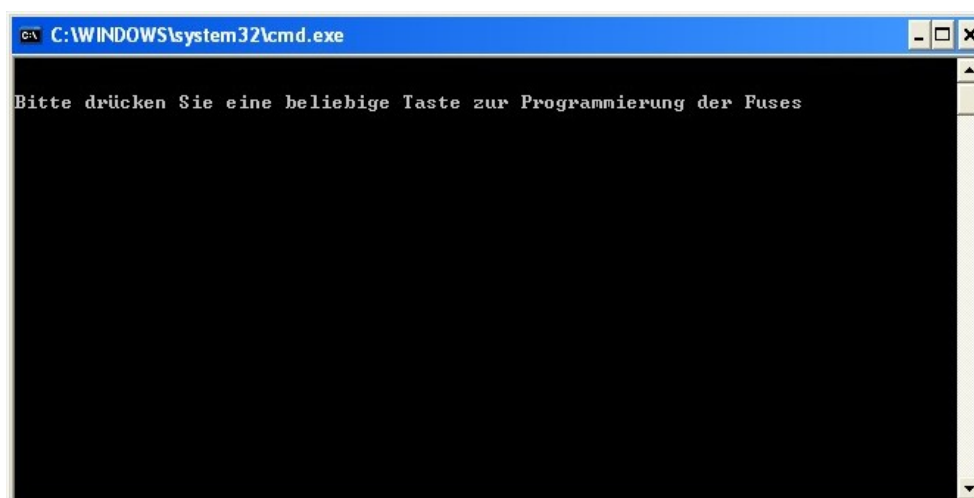 C:\WINDOWS\system32\cmd.exe
Bitte drücken Sie eine beliebige Taste zur Programmierung der Fuses